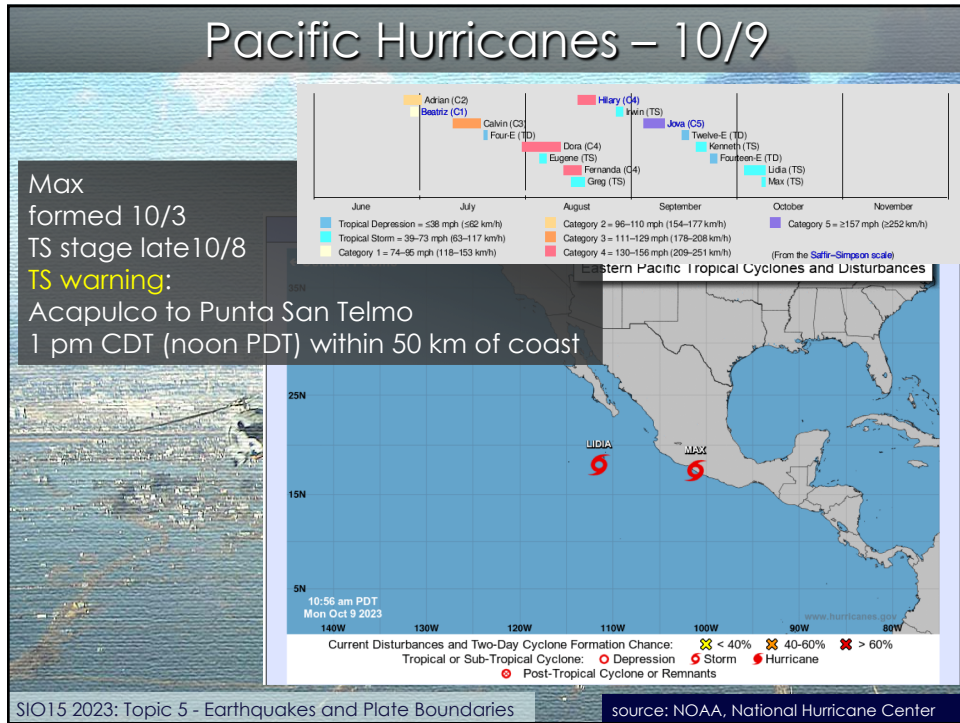 Pacific Hurricanes – 10/9
Adrian (C2)
Hilary (C4)
Beatriz (C1)
Irwin (TS)
Calvin (C3)
Jova (C5)
Four-E (TD)
Twelve-E (TD)
Dora (C4)
Kenneth (TS)
Eugene (TS)
Fourteen-E (TD)
Fernanda (C4)
Lidia (TS)
Greg (TS)
Max (TS)
June July August September October November
Tropical Depression = ≤38 mph (≤62 km/h)
Tropical Storm = 39–73 mph (63–117 km/h)
Category 1 = 74–95 mph (118–153 km/h)
Category 2 = 96–110 mph (154–177 km/h)
Category 3 = 111–129 mph (178–208 km/h)
Category 4 = 130–156 mph (209–251 km/h)
Category 5 = ≥157 mph (≥252 km/h)
(From the Saffir–Simpson scale)
Max
formed 10/3
TS stage late10/8
TS warning:
Acapulco to Punta San Telmo
1 pm CDT (noon PDT) within 50 km of coast
Eastern Pacific Tropical Cyclones and Disturbances
35N
25N
LIDIA
MAX
15N
5N
10:56 am PDT
Mon Oct 9 2023
www.hurricanes.gov
140W 130W 120W 110W 100W 90W 80W
Current Disturbances and Two-Day Cyclone Formation Chance: < 40% 40-60% > 60%
Tropical or Sub-Tropical Cyclone: Depression Storm Hurricane
Post-Tropical Cyclone or Remnants
SIO15 2023: Topic 5 - Earthquakes and Plate Boundaries
source: NOAA, National Hurricane Center